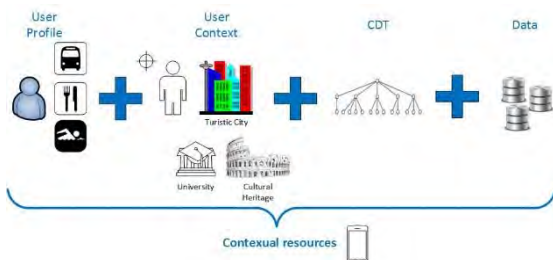 User
Profile
User
Context
CDT
Data
Turistic City
University
Cultural
Heritage
Contexual resources